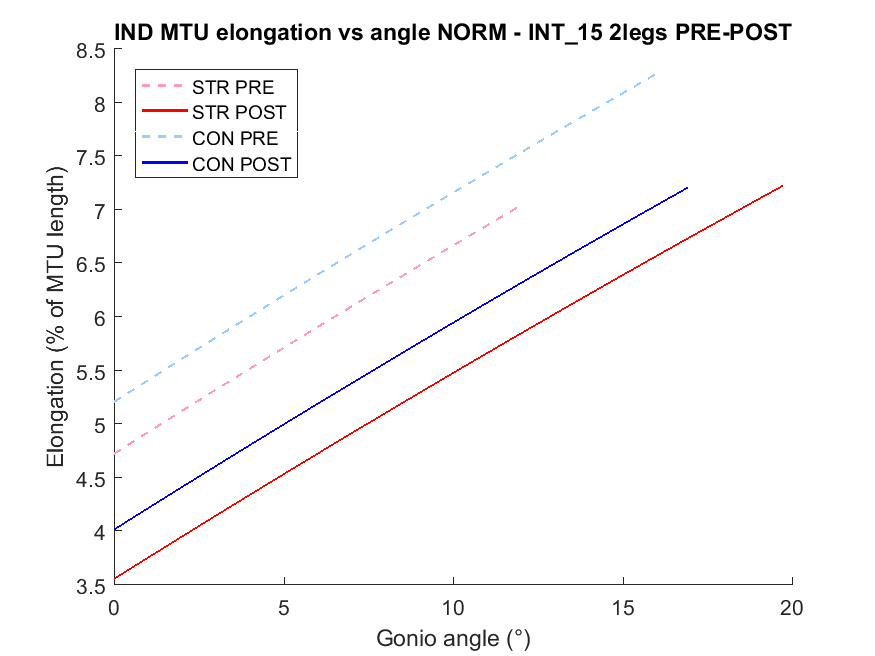 IND MTU elongation vs angle NORM - INT_15 2legs PRE-POST
8.5
8
7.5
7
6.5
6
5.5
5
4.5
4
3.5
Elongation (% of MTU length)
STR PRE
STR POST
CON PRE
CON POST
0 5 10 15 20
Gonio angle (°)